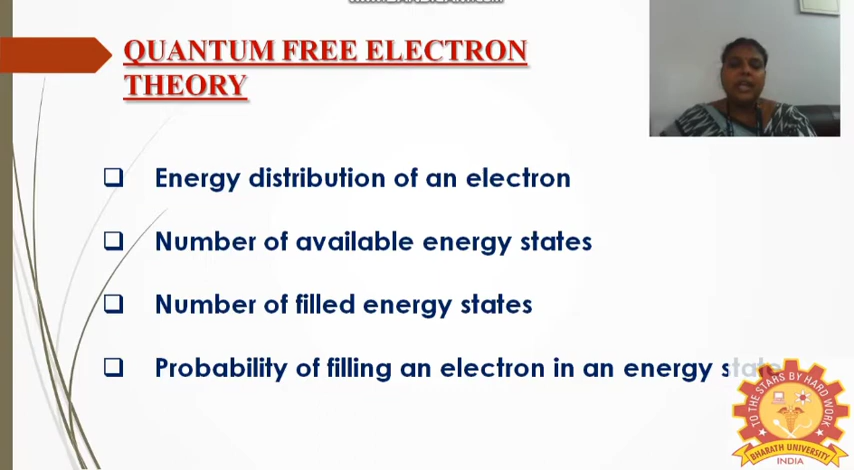 QUANTUM FREE ELECTRON
THEORY
Energy distribution of an electron
Number of available energy states
Number of filled energy states
Probability of filling an electron in an energy state
TO THE STARS BY HARD WORK
BHARATH UNIVERSITY
INDIA